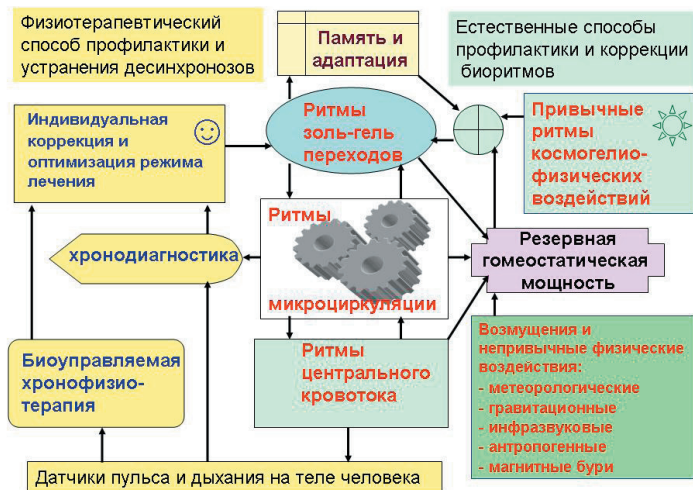 Физиотерапевтический
способ профилактики и
устранения десинхронозов
Память и
адаптация
Естественные способы
профилактики и коррекции
биоритмов
Индивидуальная
коррекция и
оптимизация режима
лечения
Ритмы
золь-гель
переходов
Привычные
ритмы
космогелио-
физических
воздействий
хронодиагностика
Ритмы
микроциркуляции
Резервная
гомеостатическая
мощность
Биоуправляемая
хронофизио-
терапия
Ритмы
центрального
кровотока
Возмущения и
непривычные физические
воздействия:
- метеорологические
- гравитационные
- инфразвуковые
- антропогенные
- магнитные бури
Датчики пульса и дыхания на теле человека